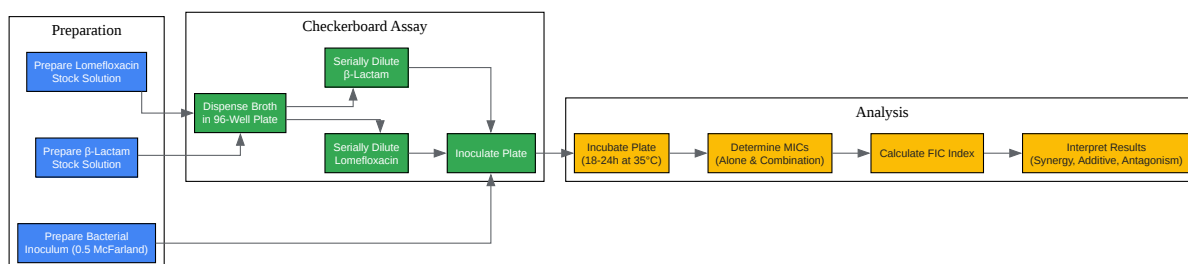 Preparation
Prepare Lomefloxacin
Stock Solution
Prepare β-Lactam
Stock Solution
Prepare Bacterial
Inoculum (0.5 McFarland)
Checkerboard Assay
Dispense Broth
in 96-Well Plate
Serially Dilute
β-Lactam
Serially Dilute
Lomefloxacin
Inoculate Plate
Analysis
Incubate Plate
(18-24h at 35°C)
Determine MICs
(Alone & Combination)
Calculate FIC Index
Interpret Results
(Synergy, Additive, Antagonism)